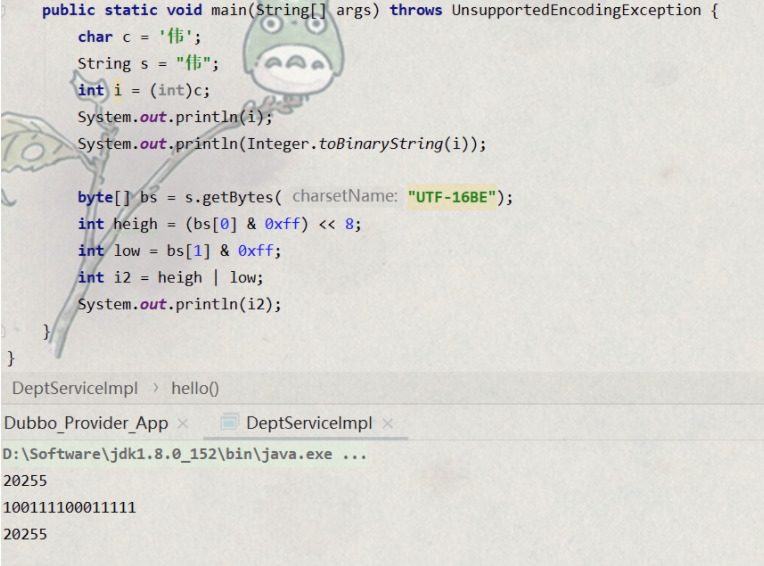 public static void main(String[] args) throws UnsupportedEncodingException {
char c = '伟';
String s = "伟";
int i = (int)c;
System.out.println(i);
System.out.println(Integer.toBinaryString(i));
byte[] bs = s.getBytes( charsetName: "UTF-16BE");
int heigh = (bs[0] & 0xff) << 8;
int low = bs[1] & 0xff;
int i2 = heigh | low;
System.out.println(i2);
}
}
DeptServiceImpl › hello()
Dubbo_Provider_App × DeptServiceImpl ×
D:\Software\jdk1.8.0_152\bin\java.exe ...
20255
100111100011111
20255